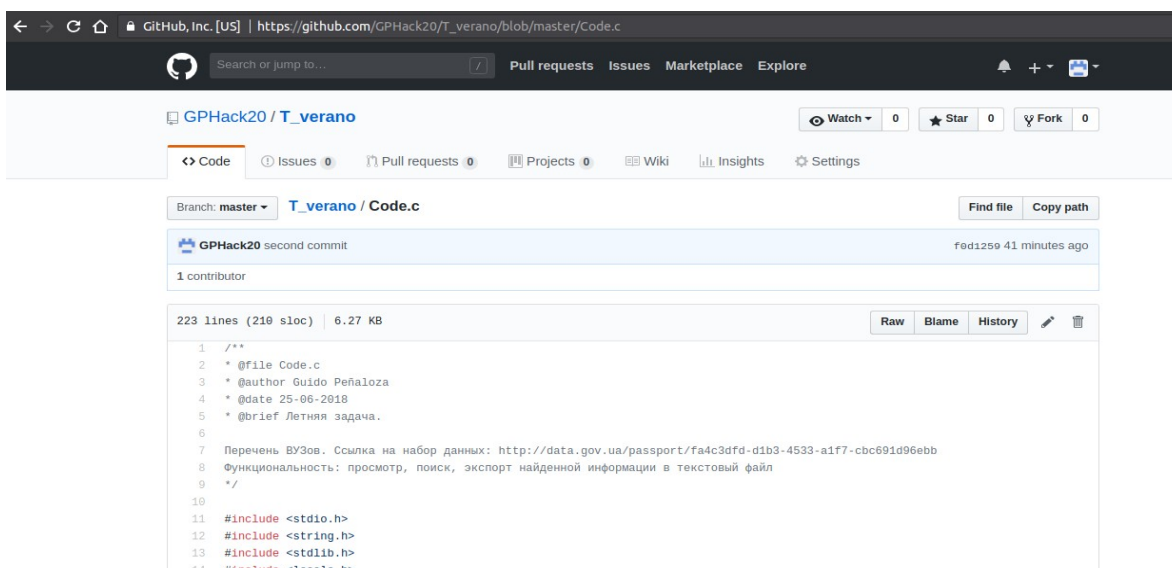 GitHub, Inc. [US] | https://github.com/GPHack20/T_verano/blob/master/Code.c
Search or jump to... / Pull requests Issues Marketplace Explore
GPHack20 / T_verano Watch 0 Star 0 Fork 0
Code Issues 0 Pull requests 0 Projects 0 Wiki Insights Settings
Branch: master T_verano / Code.c Find file Copy path
GPHack20 second commit f0d1259 41 minutes ago
1 contributor
223 lines (210 sloc) 6.27 KB Raw Blame History
1 /**
2 * @file Code.c
3 * @author Guido Peñaloza
4 * @date 25-06-2018
5 * @brief Летняя задача.
6
7 Перечень ВУЗов. Ссылка на набор данных: http://data.gov.ua/passport/fa4c3dfd-d1b3-4533-a1f7-cbc691d96ebb
8 Функциональность: просмотр, поиск, экспорт найденной информации в текстовый файл
9 */
10
11 #include <stdio.h>
12 #include <string.h>
13 #include <stdlib.h>